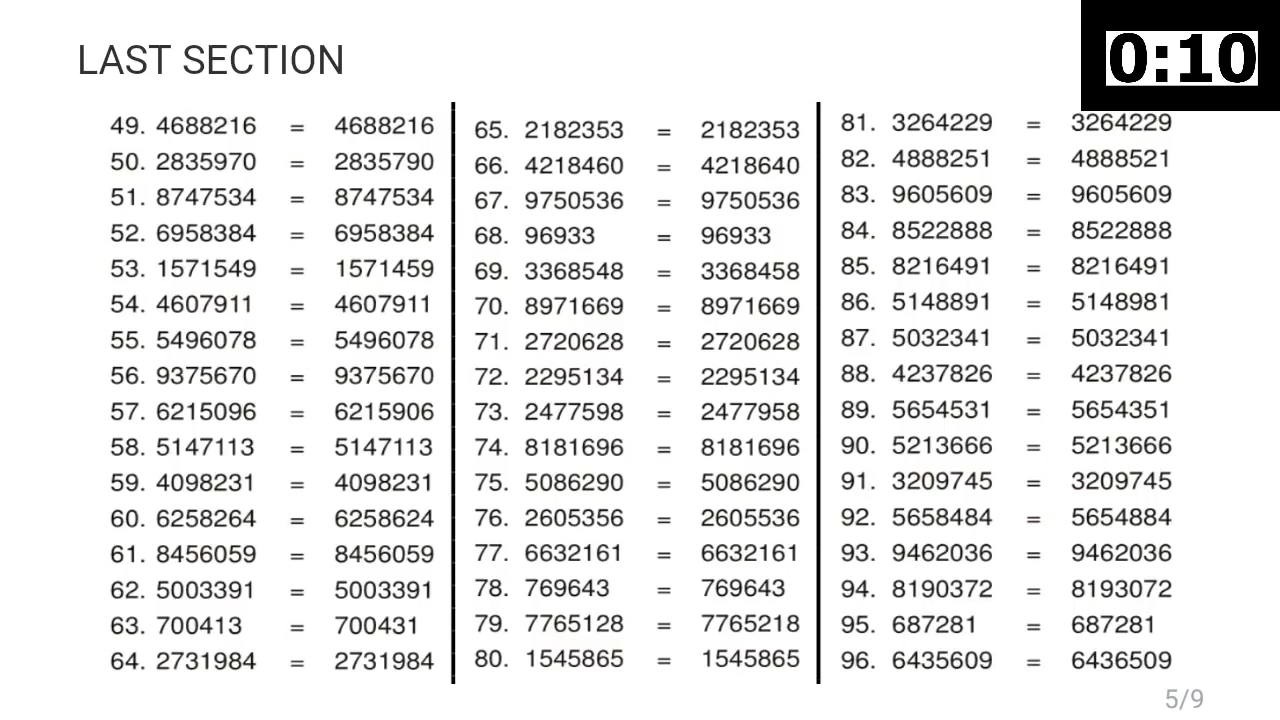 LAST SECTION
0:10
49. 4688216 = 4688216
50. 2835970 = 2835790
51. 8747534 = 8747534
52. 6958384 = 6958384
53. 1571549 = 1571459
54. 4607911 = 4607911
55. 5496078 = 5496078
56. 9375670 = 9375670
57. 6215096 = 6215906
58. 5147113 = 5147113
59. 4098231 = 4098231
60. 6258264 = 6258624
61. 8456059 = 8456059
62. 5003391 = 5003391
63. 700413 = 700431
64. 2731984 = 2731984
65. 2182353 = 2182353
66. 4218460 = 4218640
67. 9750536 = 9750536
68. 96933 = 96933
69. 3368548 = 3368458
70. 8971669 = 8971669
71. 2720628 = 2720628
72. 2295134 = 2295134
73. 2477598 = 2477958
74. 8181696 = 8181696
75. 5086290 = 5086290
76. 2605356 = 2605536
77. 6632161 = 6632161
78. 769643 = 769643
79. 7765128 = 7765218
80. 1545865 = 1545865
81. 3264229 = 3264229
82. 4888251 = 4888521
83. 9605609 = 9605609
84. 8522888 = 8522888
85. 8216491 = 8216491
86. 5148891 = 5148981
87. 5032341 = 5032341
88. 4237826 = 4237826
89. 5654531 = 5654351
90. 5213666 = 5213666
91. 3209745 = 3209745
92. 5658484 = 5654884
93. 9462036 = 9462036
94. 8190372 = 8193072
95. 687281 = 687281
96. 6435609 = 6436509
5/9